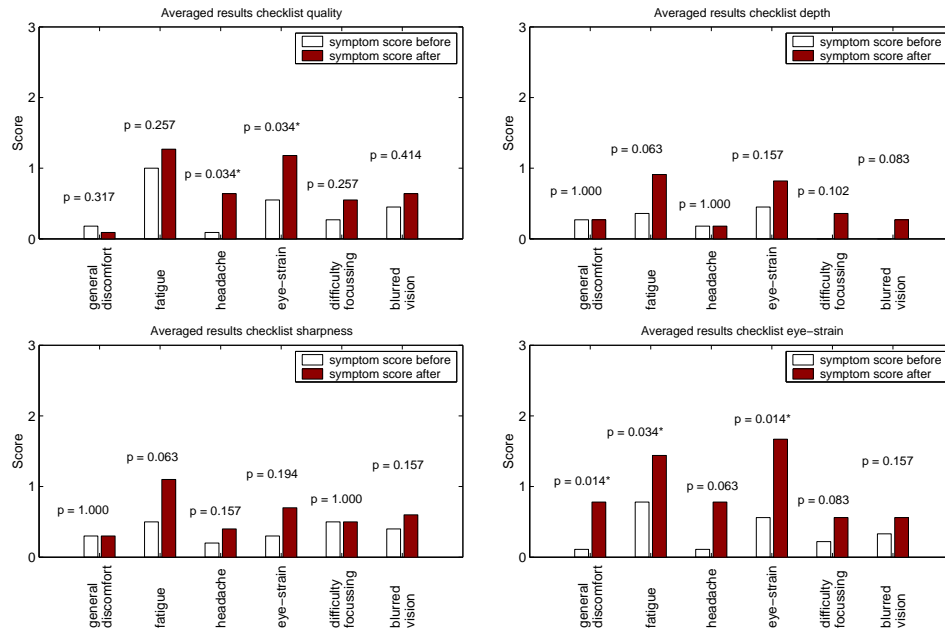 Averaged results checklist quality
3
2
1
0
Score
symptom score before
symptom score after
p = 0.317
p = 0.257
p = 0.034*
p = 0.034*
p = 0.257
p = 0.414
general
discomfort
fatigue
headache
eye−strain
difficulty
focussing
blurred
vision
Averaged results checklist depth
3
2
1
0
Score
symptom score before
symptom score after
p = 1.000
p = 0.063
p = 1.000
p = 0.157
p = 0.102
p = 0.083
general
discomfort
fatigue
headache
eye−strain
difficulty
focussing
blurred
vision
Averaged results checklist sharpness
3
2
1
0
Score
symptom score before
symptom score after
p = 1.000
p = 0.063
p = 0.157
p = 0.194
p = 1.000
p = 0.157
general
discomfort
fatigue
headache
eye−strain
difficulty
focussing
blurred
vision
Averaged results checklist eye−strain
3
2
1
0
Score
symptom score before
symptom score after
p = 0.014*
p = 0.034*
p = 0.063
p = 0.014*
p = 0.083
p = 0.157
general
discomfort
fatigue
headache
eye−strain
difficulty
focussing
blurred
vision